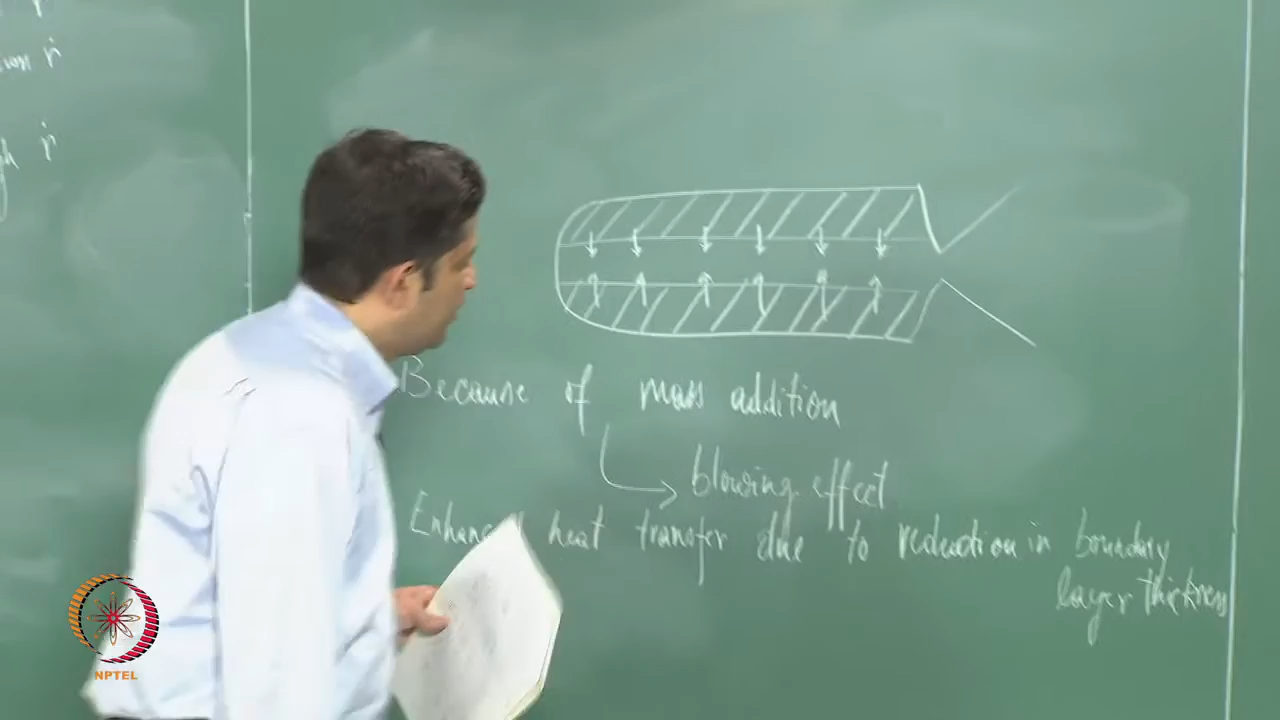 ṙ
ṙ
Because of mass addition
blowing effect
heat transfer due to reduction in boundary
layer thickness
NPTEL